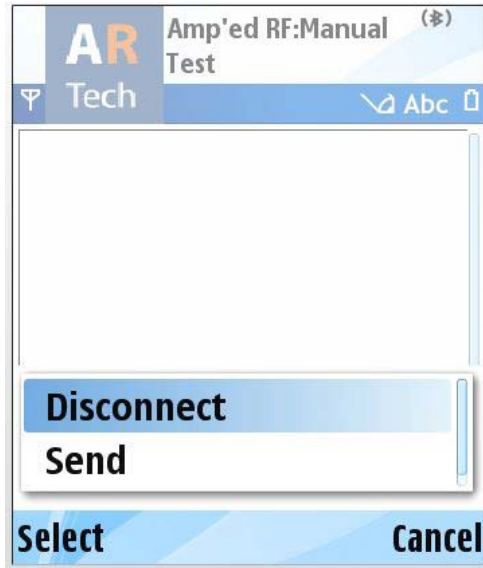 AR
Tech
Amp'ed RF:Manual
Test
Abc
Disconnect
Send
Select
Cancel